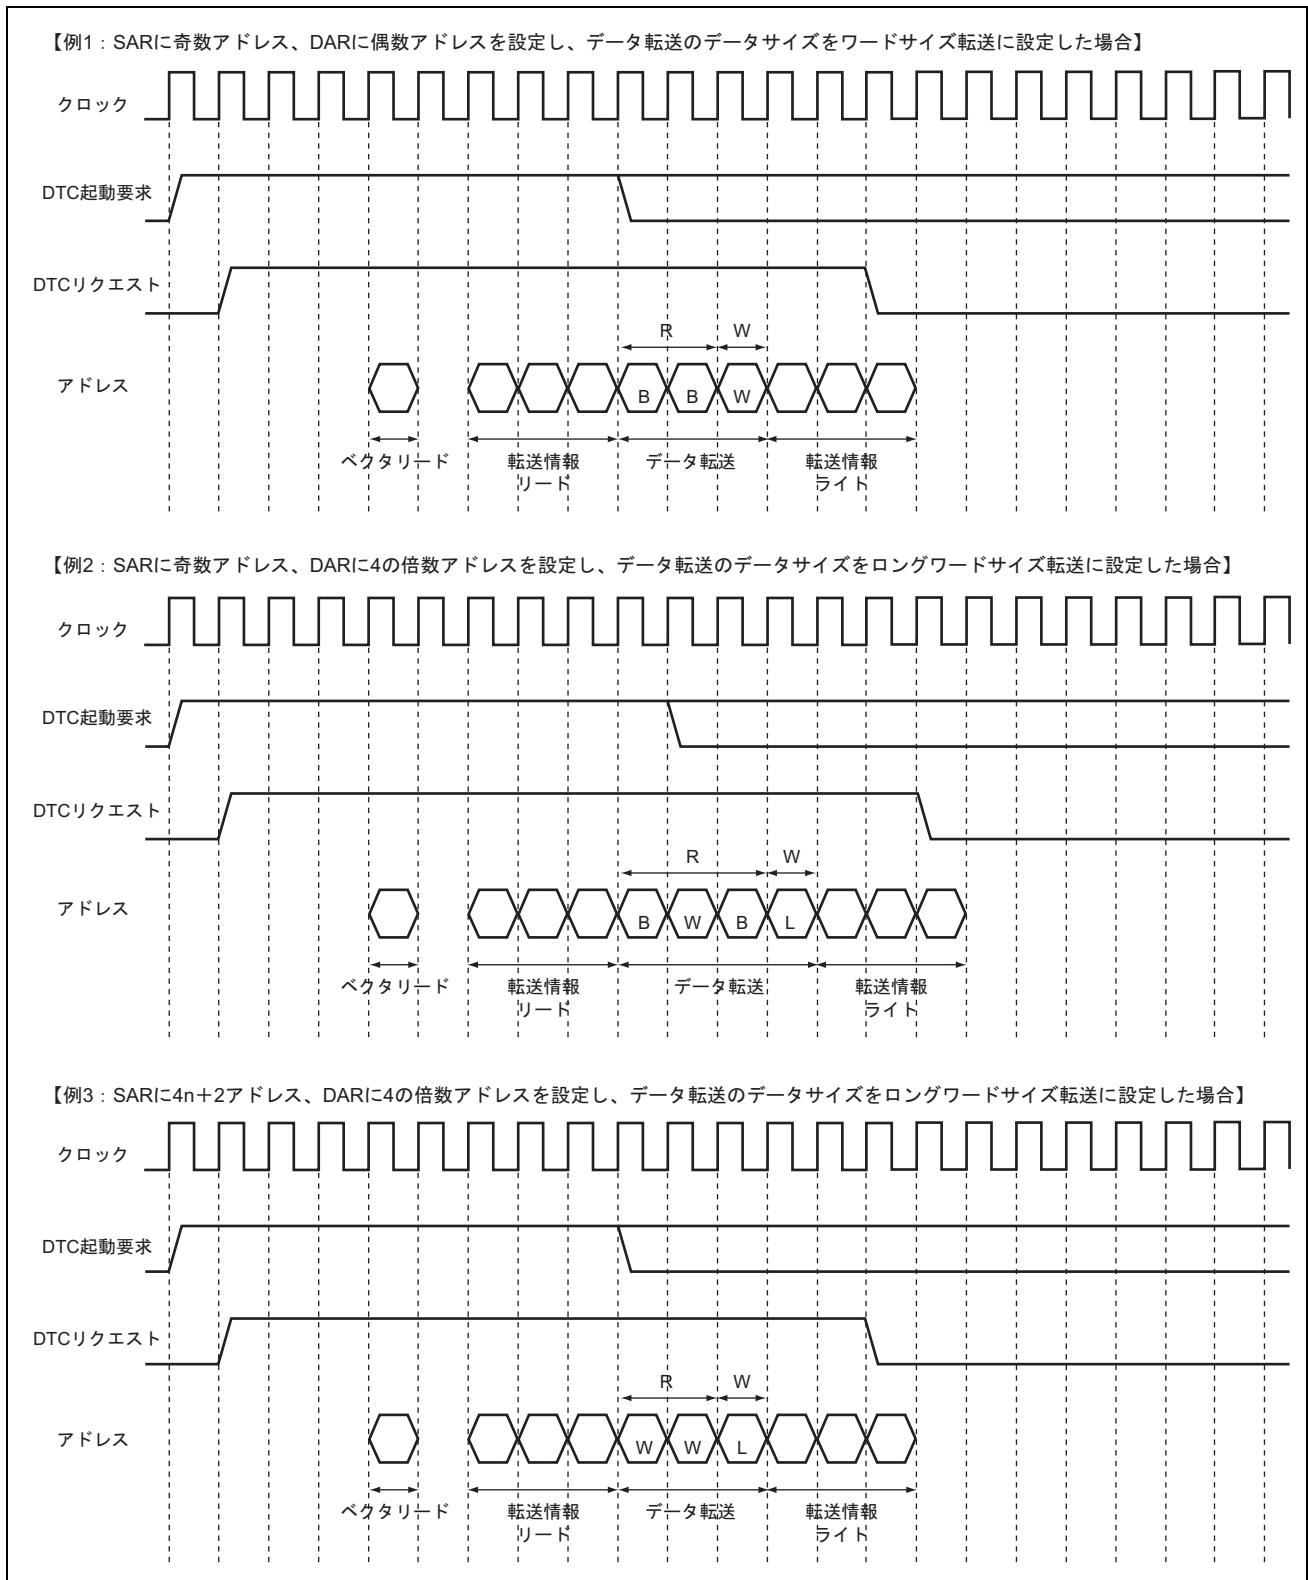 【例1：SARに奇数アドレス、DARに偶数アドレスを設定し、データ転送のデータサイズをワードサイズ転送に設定した場合】
クロック
DTC起動要求
DTCリクエスト
R W
アドレス
B B W
ベクタリード 転送情報 データ転送 転送情報
リード ライト
【例2：SARに奇数アドレス、DARに4の倍数アドレスを設定し、データ転送のデータサイズをロングワードサイズ転送に設定した場合】
クロック
DTC起動要求
DTCリクエスト
R W
アドレス
B W B L
ベクタリード 転送情報 データ転送 転送情報
リード ライト
【例3：SARに4n＋2アドレス、DARに4の倍数アドレスを設定し、データ転送のデータサイズをロングワードサイズ転送に設定した場合】
クロック
DTC起動要求
DTCリクエスト
R W
アドレス
W W L
ベクタリード 転送情報 データ転送 転送情報
リード ライト